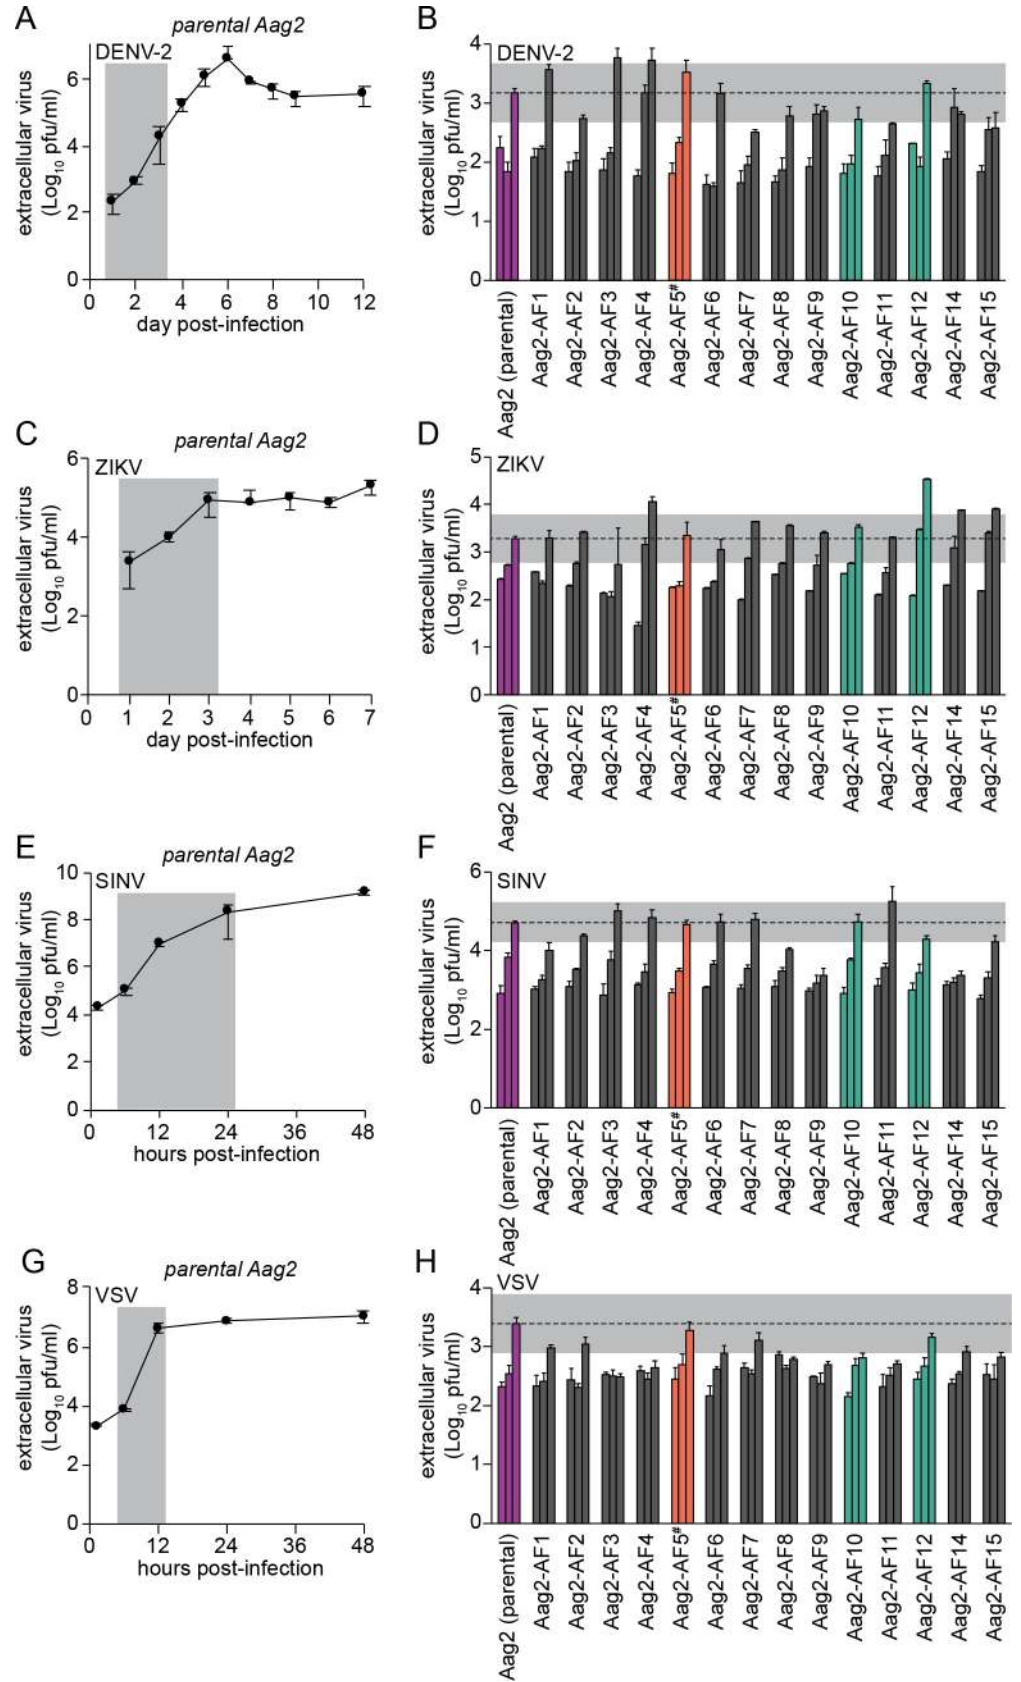 A
parental Aag2
DENV-2
extracellular virus
(Log10 pfu/ml)
6
4
2
0
0 2 4 6 8 10 12
day post-infection
B
DENV-2
extracellular virus
(Log10 pfu/ml)
4
3
2
1
0
Aag2 (parental)
Aag2-AF1
Aag2-AF2
Aag2-AF3
Aag2-AF4
Aag2-AF5#
Aag2-AF6
Aag2-AF7
Aag2-AF8
Aag2-AF9
Aag2-AF10
Aag2-AF11
Aag2-AF12
Aag2-AF14
Aag2-AF15
C
parental Aag2
ZIKV
extracellular virus
(Log10 pfu/ml)
6
4
2
0
0 1 2 3 4 5 6 7
day post-infection
D
ZIKV
extracellular virus
(Log10 pfu/ml)
5
4
3
2
1
0
Aag2 (parental)
Aag2-AF1
Aag2-AF2
Aag2-AF3
Aag2-AF4
Aag2-AF5#
Aag2-AF6
Aag2-AF7
Aag2-AF8
Aag2-AF9
Aag2-AF10
Aag2-AF11
Aag2-AF12
Aag2-AF14
Aag2-AF15
E
parental Aag2
SINV
extracellular virus
(Log10 pfu/ml)
10
8
6
4
2
0
0 12 24 36 48
hours post-infection
F
SINV
extracellular virus
(Log10 pfu/ml)
6
4
2
0
Aag2 (parental)
Aag2-AF1
Aag2-AF2
Aag2-AF3
Aag2-AF4
Aag2-AF5#
Aag2-AF6
Aag2-AF7
Aag2-AF8
Aag2-AF9
Aag2-AF10
Aag2-AF11
Aag2-AF12
Aag2-AF14
Aag2-AF15
G
parental Aag2
VSV
extracellular virus
(Log10 pfu/ml)
8
6
4
2
0
0 12 24 36 48
hours post-infection
H
VSV
extracellular virus
(Log10 pfu/ml)
4
3
2
1
0
Aag2 (parental)
Aag2-AF1
Aag2-AF2
Aag2-AF3
Aag2-AF4
Aag2-AF5#
Aag2-AF6
Aag2-AF7
Aag2-AF8
Aag2-AF9
Aag2-AF10
Aag2-AF11
Aag2-AF12
Aag2-AF14
Aag2-AF15